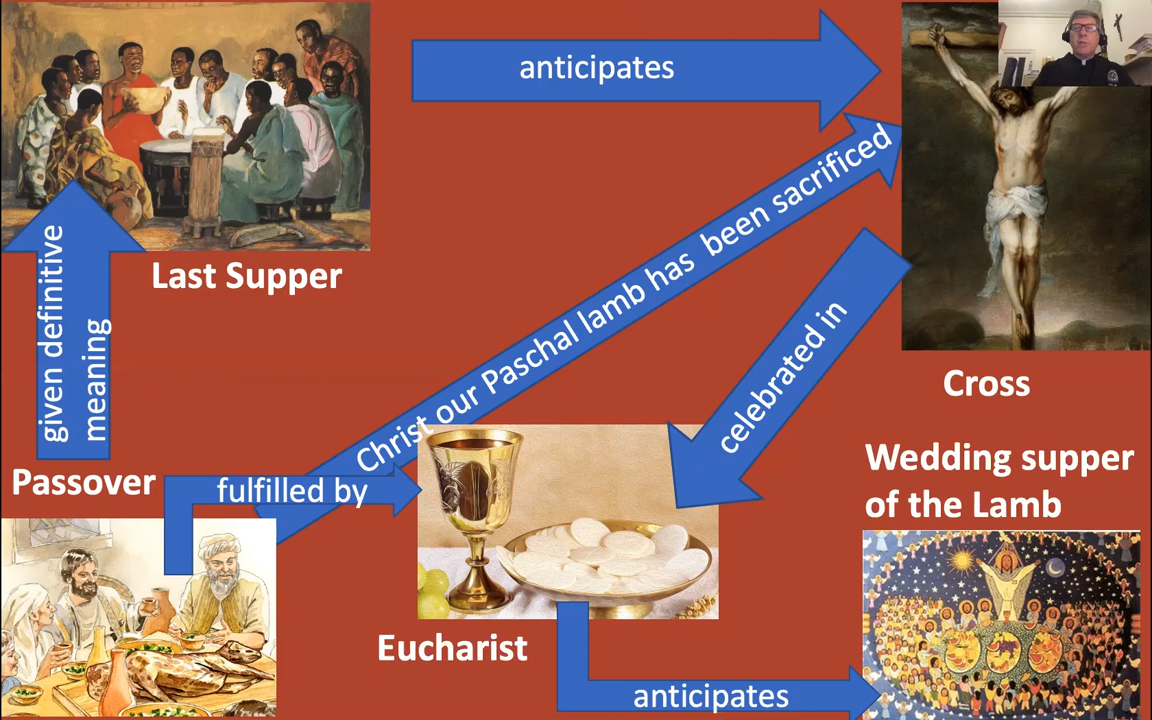 anticipates
Christ our Paschal lamb has been sacrificed
Last Supper
given definitive
meaning
celebrated in
Cross
Passover
fulfilled by
Wedding supper
of the Lamb
Eucharist
anticipates